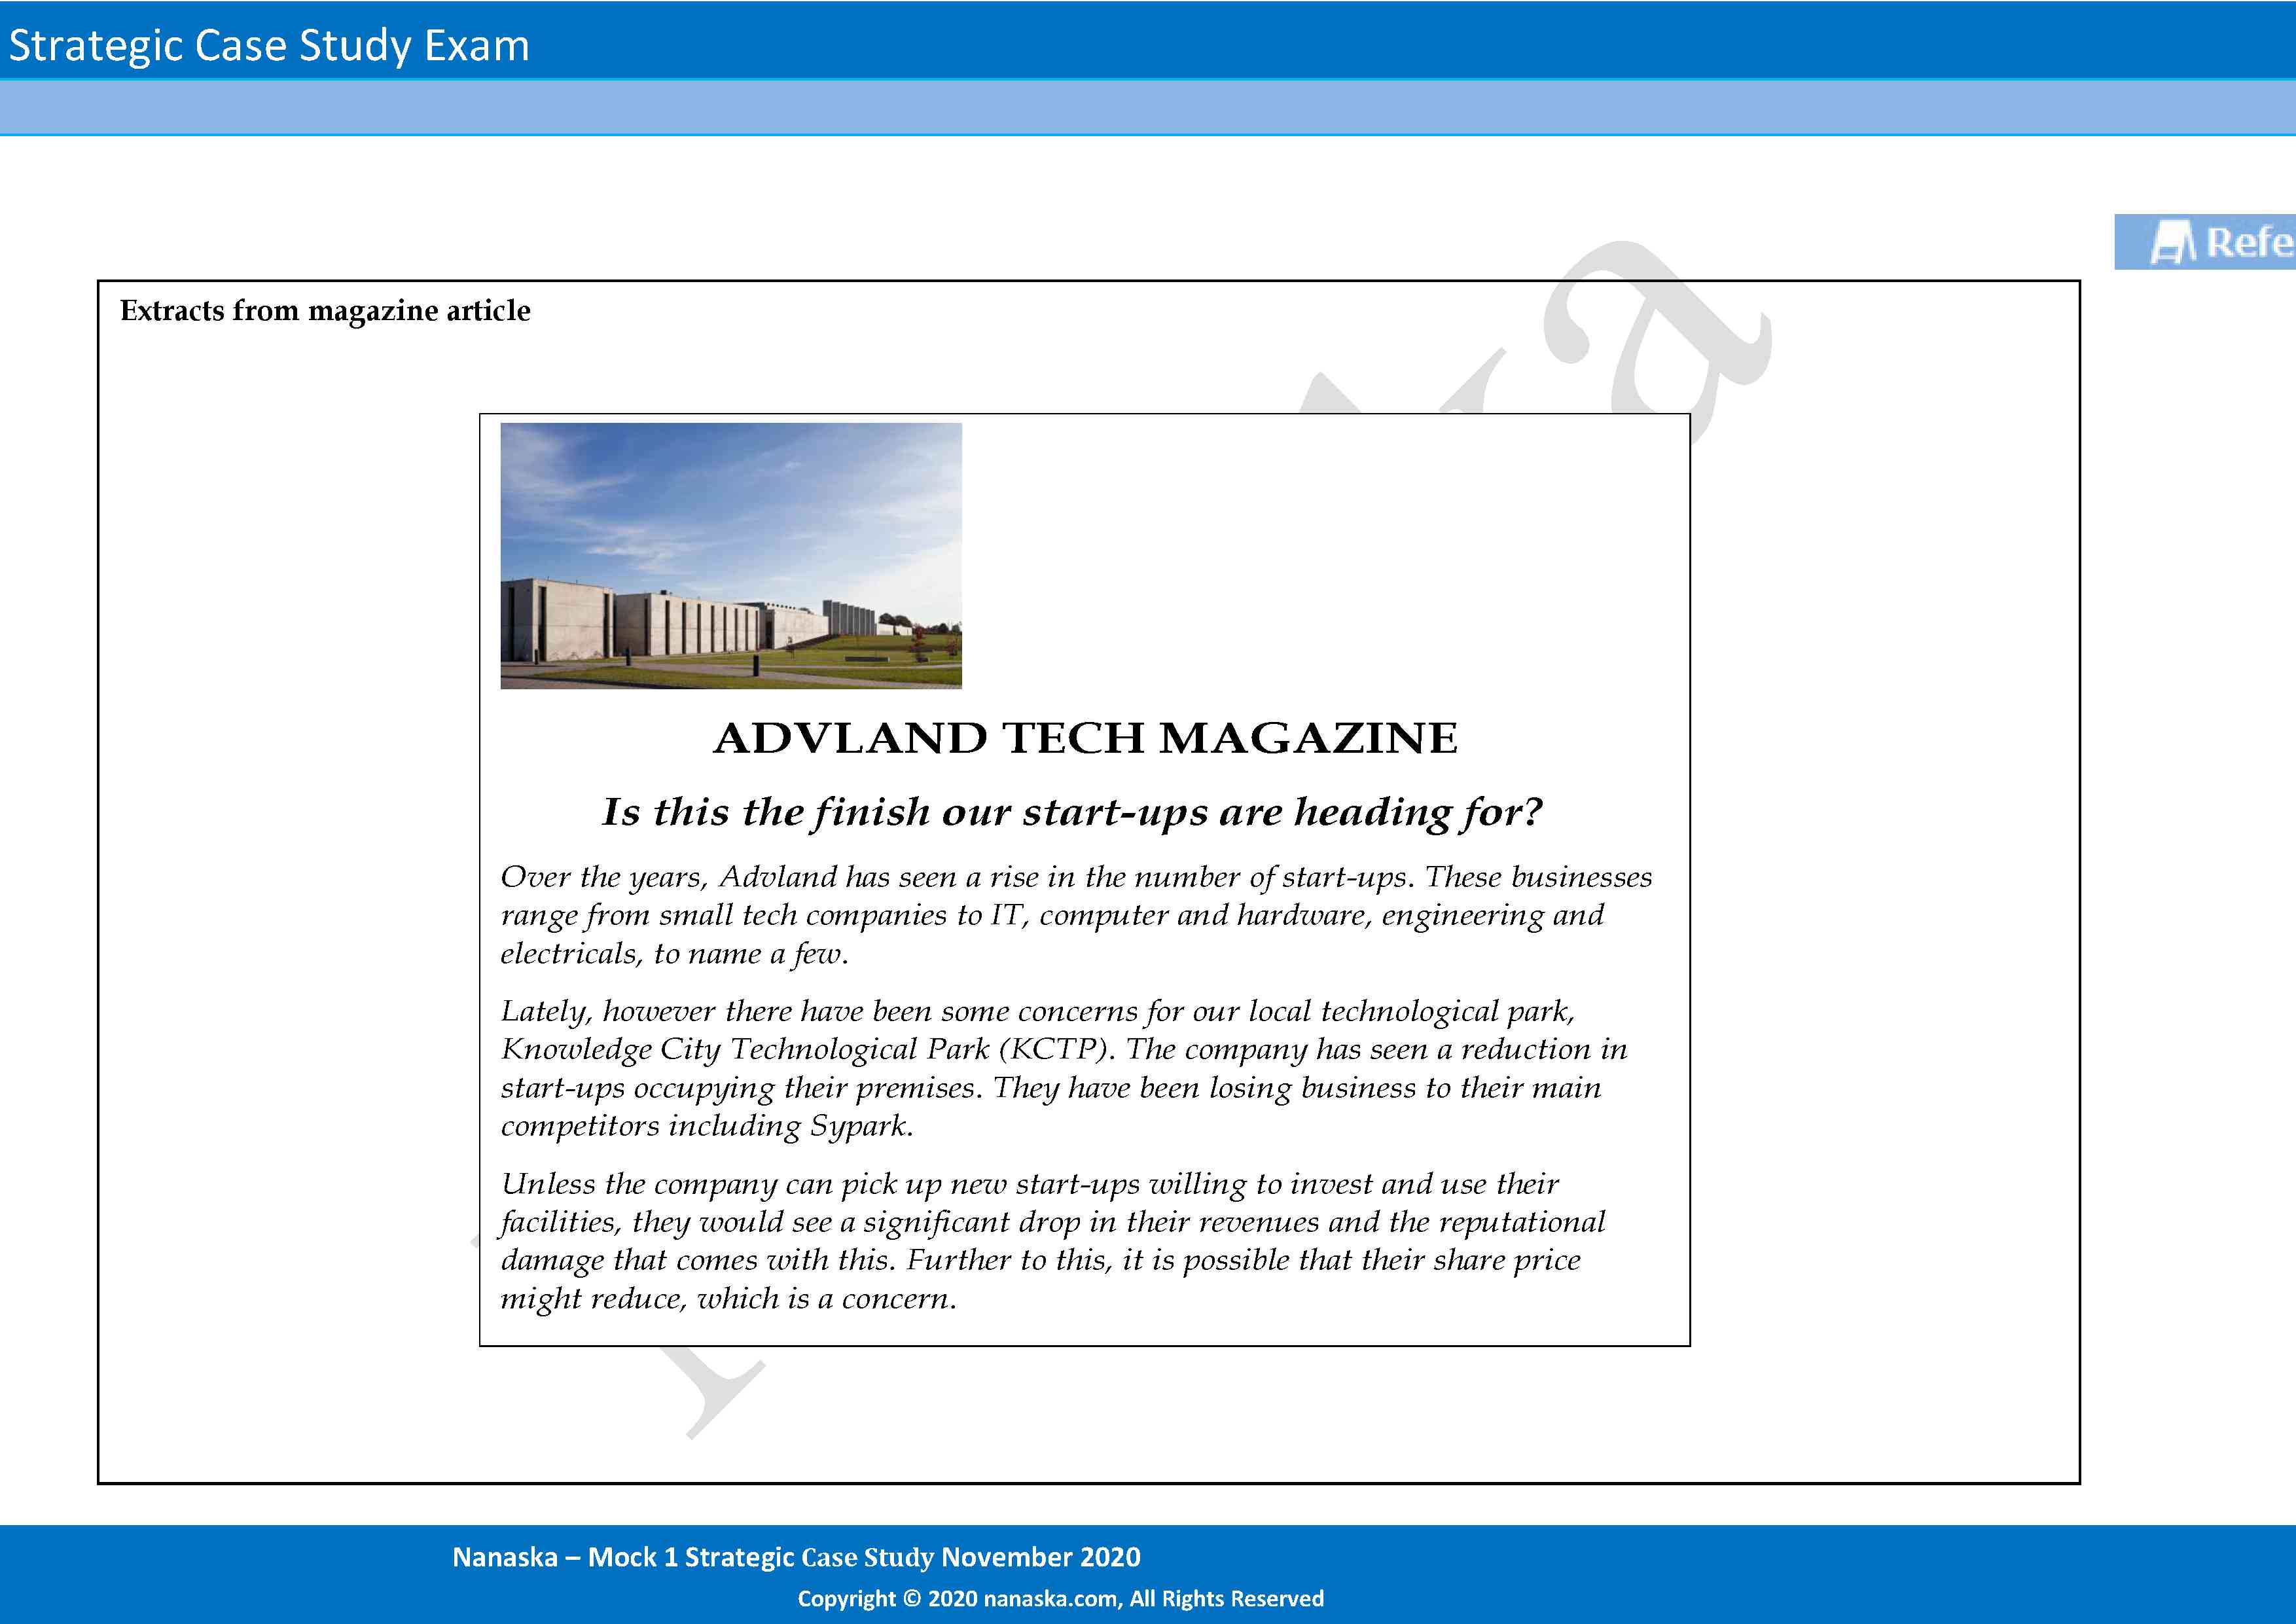 Strategic Case Study Exam
Refe
Extracts from magazine article
ADVLAND TECH MAGAZINE
Is this the finish our start-ups are heading for?
Over the years, Advland has seen a rise in the number of start-ups. These businesses
range from small tech companies to IT, computer and hardware, engineering and
electricals, to name a few.
Lately, however there have been some concerns for our local technological park,
Knowledge City Technological Park (KCTP). The company has seen a reduction in
start-ups occupying their premises. They have been losing business to their main
competitors including Sypark.
Unless the company can pick up new start-ups willing to invest and use their
facilities, they would see a significant drop in their revenues and the reputational
damage that comes with this. Further to this, it is possible that their share price
might reduce, which is a concern.
Nanaska – Mock 1 Strategic Case Study November 2020
Copyright © 2020 nanaska.com, All Rights Reserved